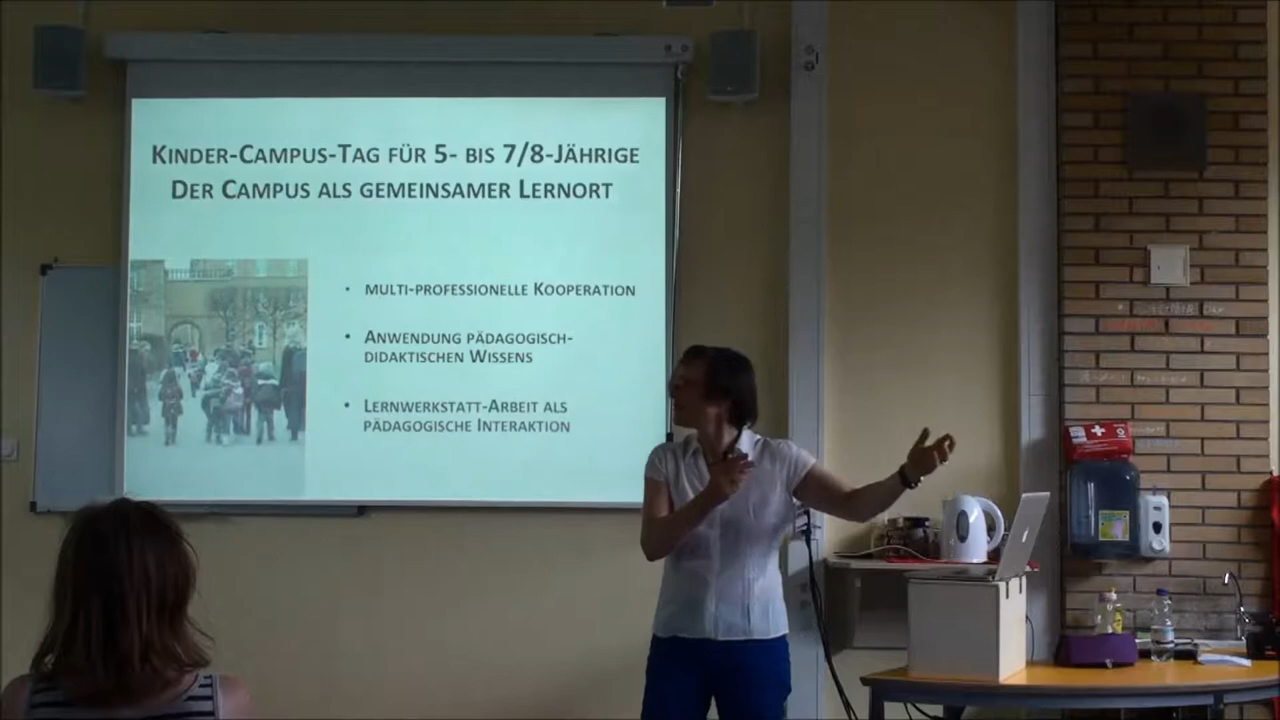 Kinder-Campus-Tag für 5- bis 7/8-Jährige
Der Campus als gemeinsamer Lernort
• multi-professionelle Kooperation
• Anwendung pädagogisch-
didaktischen Wissens
• Lernwerkstatt-Arbeit als
pädagogische Interaktion